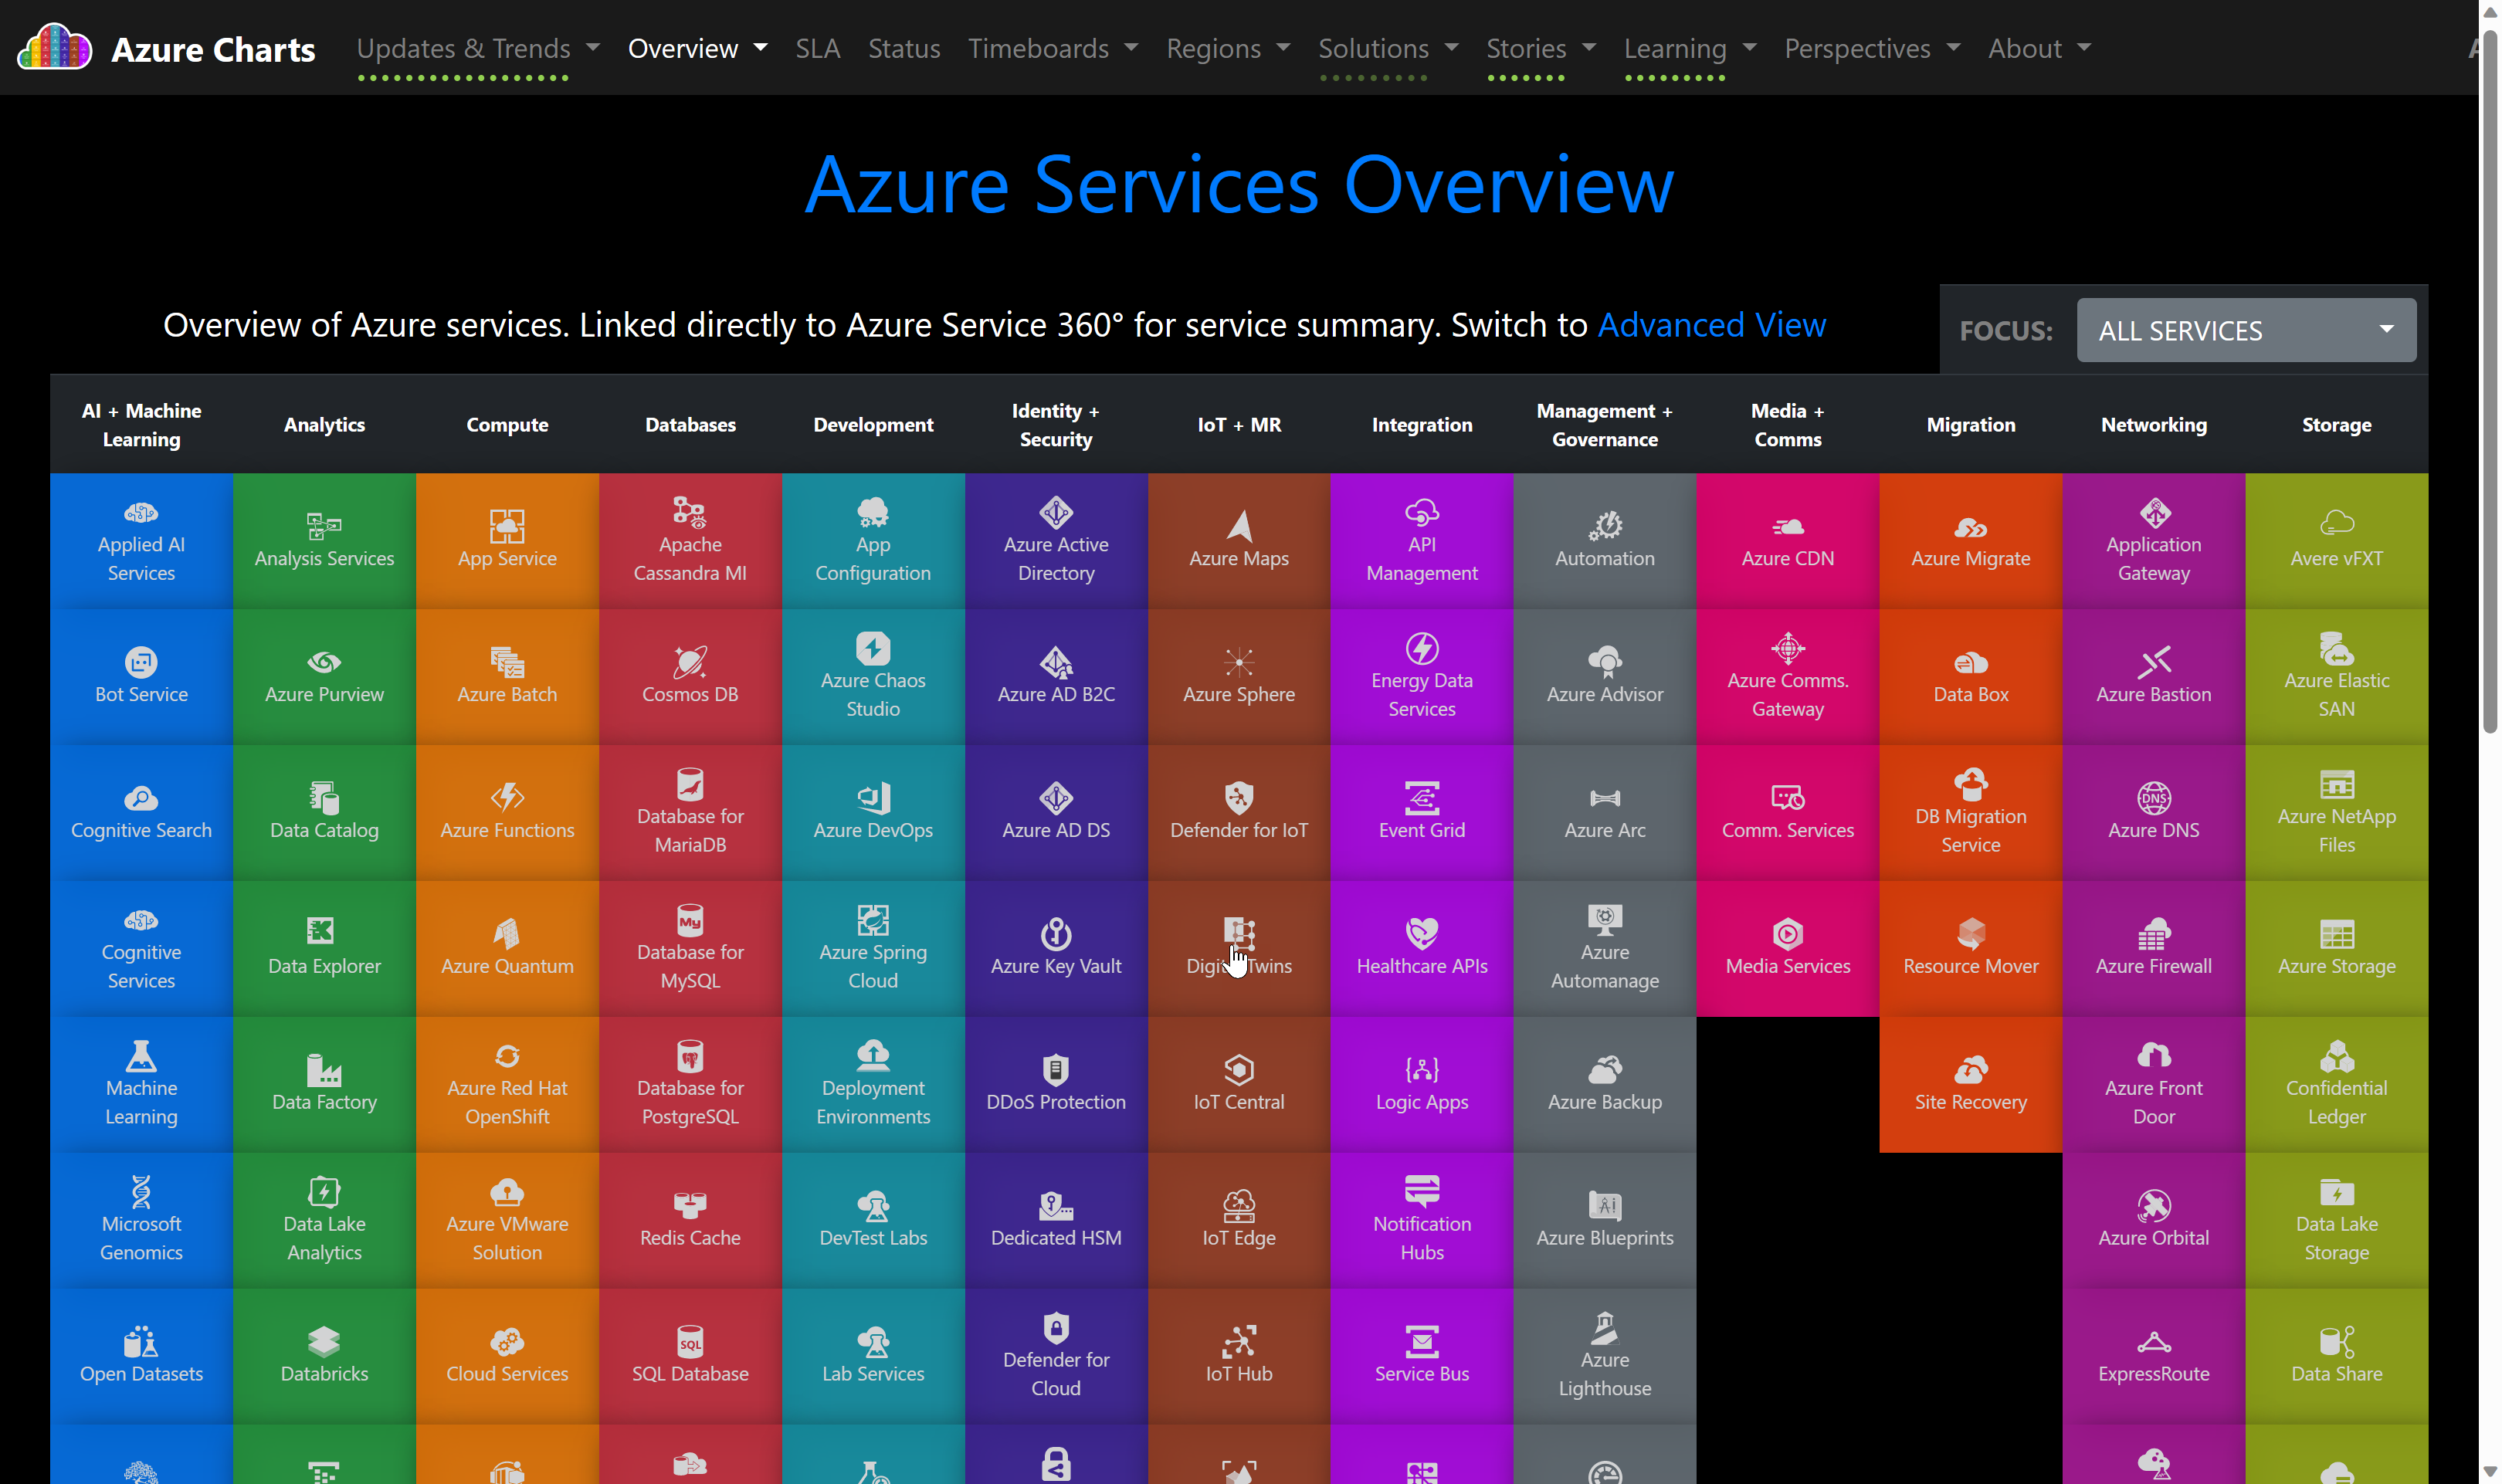 Azure Charts
Updates & Trends
Overview
SLA
Status
Timeboards
Regions
Solutions
Stories
Learning
Perspectives
About
Azure Services Overview
Overview of Azure services. Linked directly to Azure Service 360° for service summary. Switch to Advanced View
FOCUS:
ALL SERVICES
AI + Machine
Learning
Analytics
Compute
Databases
Development
Identity +
Security
IoT + MR
Integration
Management +
Governance
Media +
Comms
Migration
Networking
Storage
Applied AI
Services
Analysis Services
App Service
Apache
Cassandra MI
App
Configuration
Azure Active
Directory
Azure Maps
API
Management
Automation
Azure CDN
Azure Migrate
Application
Gateway
Avere vFXT
Bot Service
Azure Purview
Azure Batch
Cosmos DB
Azure Chaos
Studio
Azure AD B2C
Azure Sphere
Energy Data
Services
Azure Advisor
Azure Comms.
Gateway
Data Box
Azure Bastion
Azure Elastic
SAN
Cognitive Search
Data Catalog
Azure Functions
Database for
MariaDB
Azure DevOps
Azure AD DS
Defender for IoT
Event Grid
Azure Arc
Comm. Services
DB Migration
Service
DNS
Azure DNS
Azure NetApp
Files
Cognitive
Services
Data Explorer
Azure Quantum
My
Database for
MySQL
Azure Spring
Cloud
Azure Key Vault
Digital Twins
Healthcare APIs
Azure
Automanage
Media Services
Resource Mover
Azure Firewall
Azure Storage
Machine
Learning
Data Factory
Azure Red Hat
OpenShift
Database for
PostgreSQL
Deployment
Environments
DDoS Protection
IoT Central
Logic Apps
Azure Backup
Site Recovery
Azure Front
Door
Confidential
Ledger
Microsoft
Genomics
Data Lake
Analytics
Azure VMware
Solution
Redis Cache
DevTest Labs
Dedicated HSM
IoT Edge
Notification
Hubs
Azure Blueprints
Azure Orbital
Data Lake
Storage
Open Datasets
Databricks
Cloud Services
SQL
SQL Database
Lab Services
Defender for
Cloud
IoT Hub
Service Bus
Azure
Lighthouse
ExpressRoute
Data Share